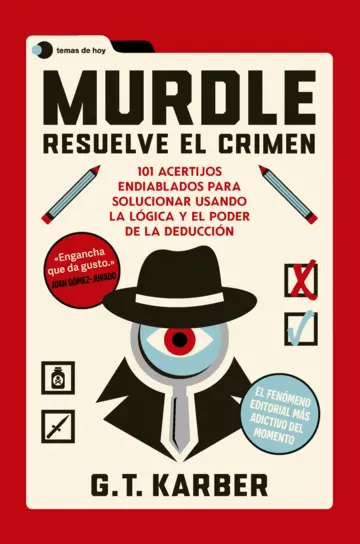 temas de hoy
MURDLE
RESUELVE EL CRIMEN
101 ACERTIJOS
ENDIABLADOS PARA
SOLUCIONAR USANDO
LA LÓGICA Y EL PODER
DE LA DEDUCCIÓN
«Engancha
que da gusto.»
JUAN GÓMEZ-JURADO
EL FENÓMENO
EDITORIAL MÁS
ADICTIVO DEL
MOMENTO
G.T. KARBER